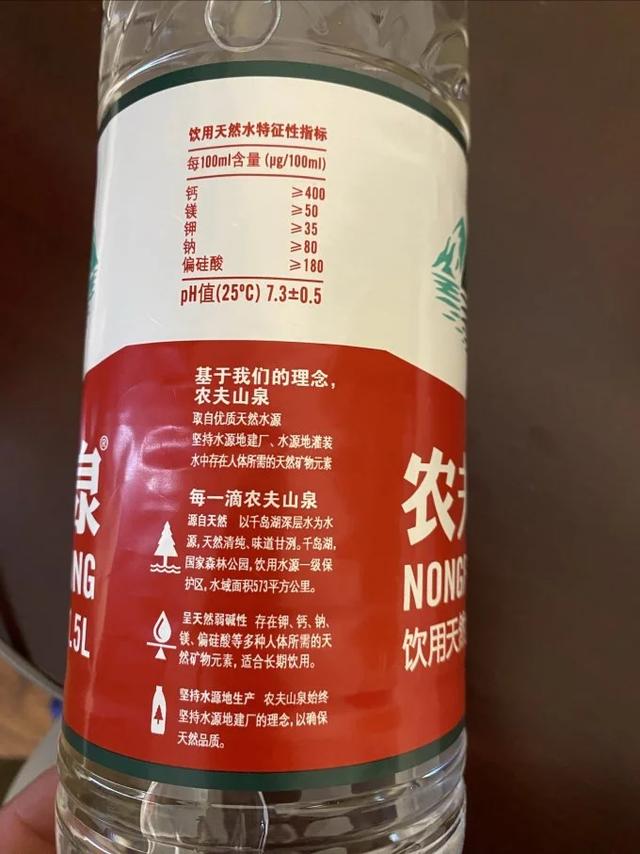 饮用天然水特征性指标
每100ml含量 (μg/100ml)
钙 ≥400
镁 ≥50
钾 ≥35
钠 ≥80
偏硅酸 ≥180
pH值(25℃) 7.3±0.5
基于我们的理念，
农夫山泉
取自优质天然水源
坚持水源地建厂、水源地灌装
水中存在人体所需的天然矿物元素
每一滴农夫山泉
源自天然 以千岛湖深层水为水
源，天然清纯、味道甘洌。千岛湖，
国家森林公园，饮用水源一级保
护区，水域面积573平方公里。
呈天然弱碱性 存在钾、钙、钠、
镁、偏硅酸等多种人体所需的天
然矿物元素，适合长期饮用。
坚持水源地生产 农夫山泉始终
坚持水源地建厂的理念，以确保
天然品质。
泉®
NG
.5L
农夫
NONGF
饮用天然